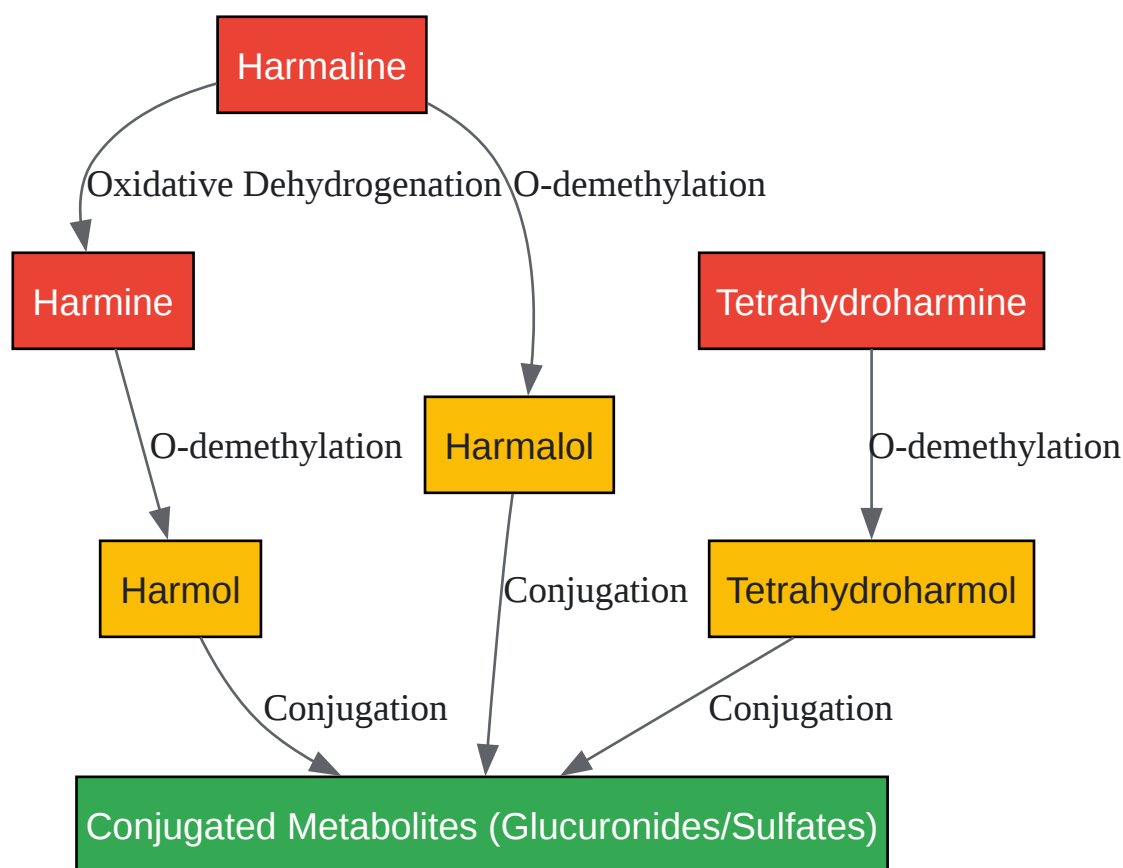 Harmaline
Oxidative Dehydrogenation
O-demethylation
Harmine
Tetrahydroharmine
O-demethylation
Harmalol
O-demethylation
Harmol
Conjugation
Tetrahydroharmol
Conjugation
Conjugation
Conjugated Metabolites (Glucuronides/Sulfates)